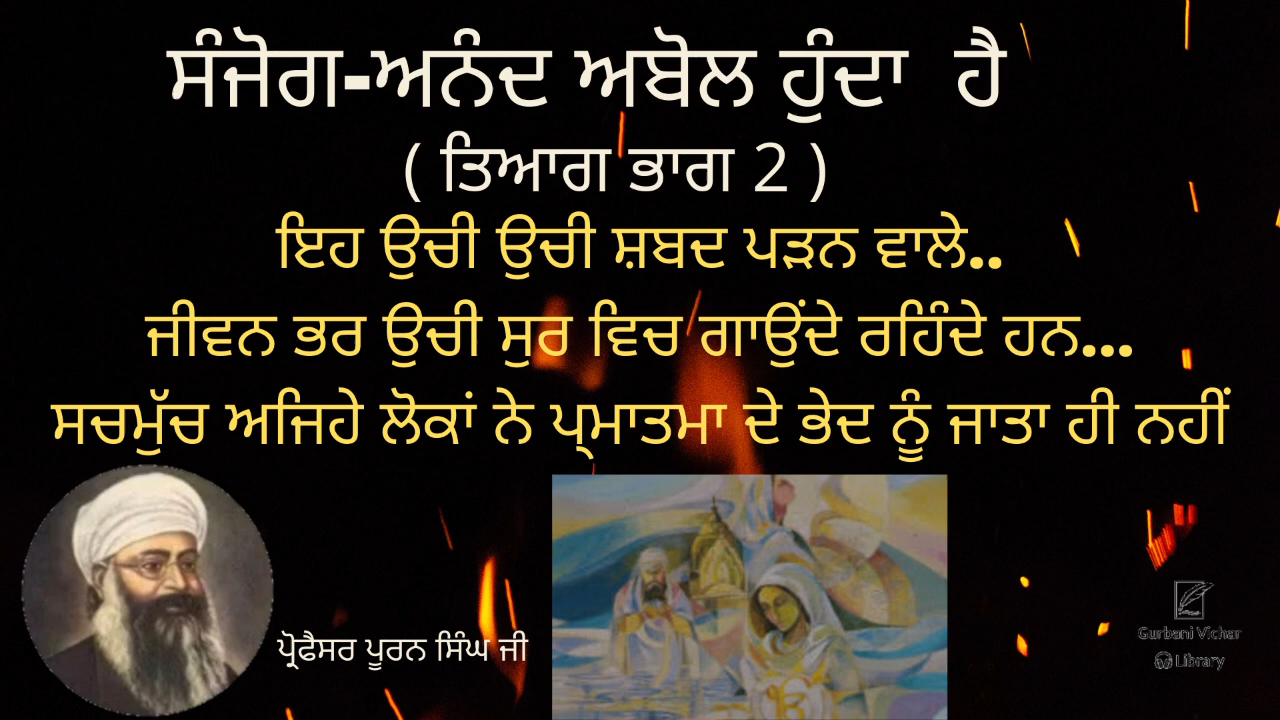 ਸੰਜੋਗ-ਅਨੰਦ ਅਬੋਲ ਹੁੰਦਾ ਹੈ
( ਤਿਆਗ ਭਾਗ 2 )
ਇਹ ਉਚੀ ਉਚੀ ਸ਼ਬਦ ਪੜਨ ਵਾਲੇ..
ਜੀਵਨ ਭਰ ਉਚੀ ਸੁਰ ਵਿਚ ਗਾਉਂਦੇ ਰਹਿੰਦੇ ਹਨ...
ਸਚਮੁੱਚ ਅਜਿਹੇ ਲੋਕਾਂ ਨੇ ਪ੍ਮਾਤਮਾ ਦੇ ਭੇਦ ਨੂੰ ਜਾਤਾ ਹੀ ਨਹੀਂ
ਪ੍ਰੋਫੈਸਰ ਪੂਰਨ ਸਿੰਘ ਜੀ
ੴ
Gurbani Vichar
Library